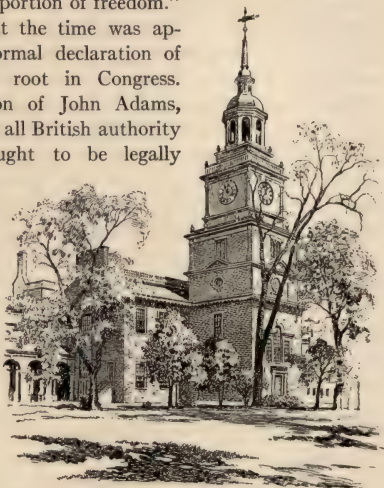 portion of freedom."
t the time was ap-
ormal declaration of
root in Congress.
on of John Adams,
all British authority
ught to be legally